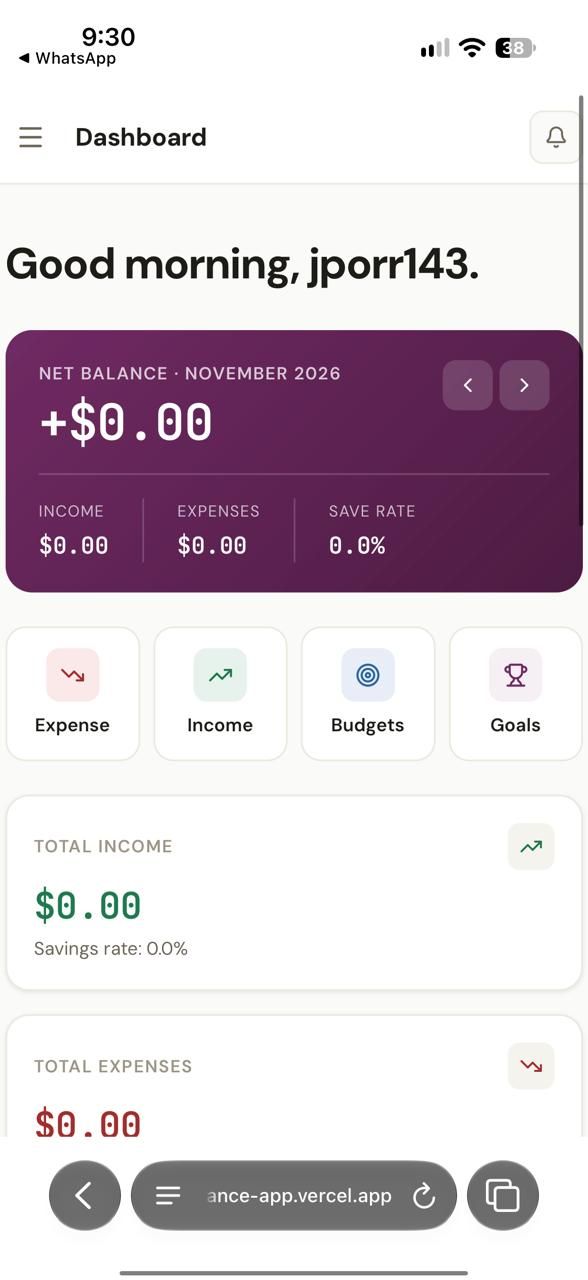 9:30
38
WhatsApp
Dashboard
Good morning, jporr143.
NET BALANCE · NOVEMBER 2026
+$0.00
INCOME
EXPENSES
SAVE RATE
$0.00
$0.00
0.0%
Expense
Income
Budgets
Goals
TOTAL INCOME
$0.00
Savings rate: 0.0%
TOTAL EXPENSES
$0.00
ance-app.vercel.app